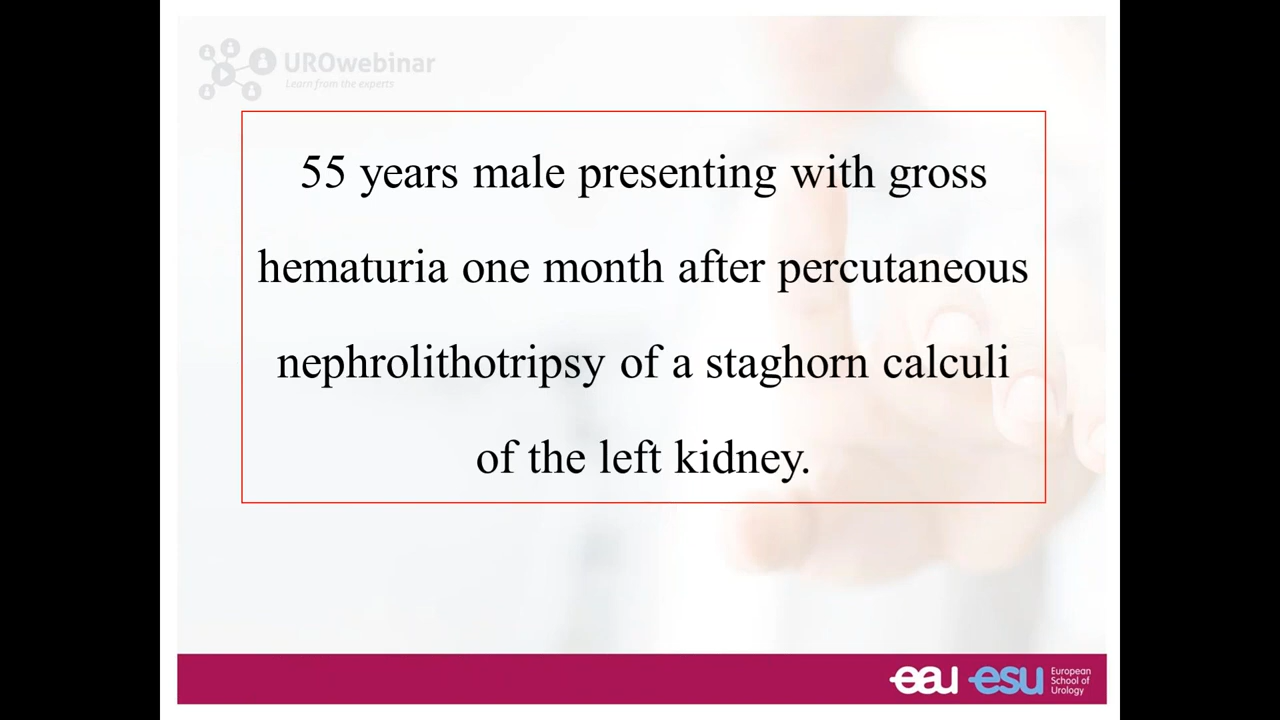 UROwebinar
Learn from the experts
55 years male presenting with gross
hematuria one month after percutaneous
nephrolithotripsy of a staghorn calculi
of the left kidney.
eau esu
European
School of
Urology